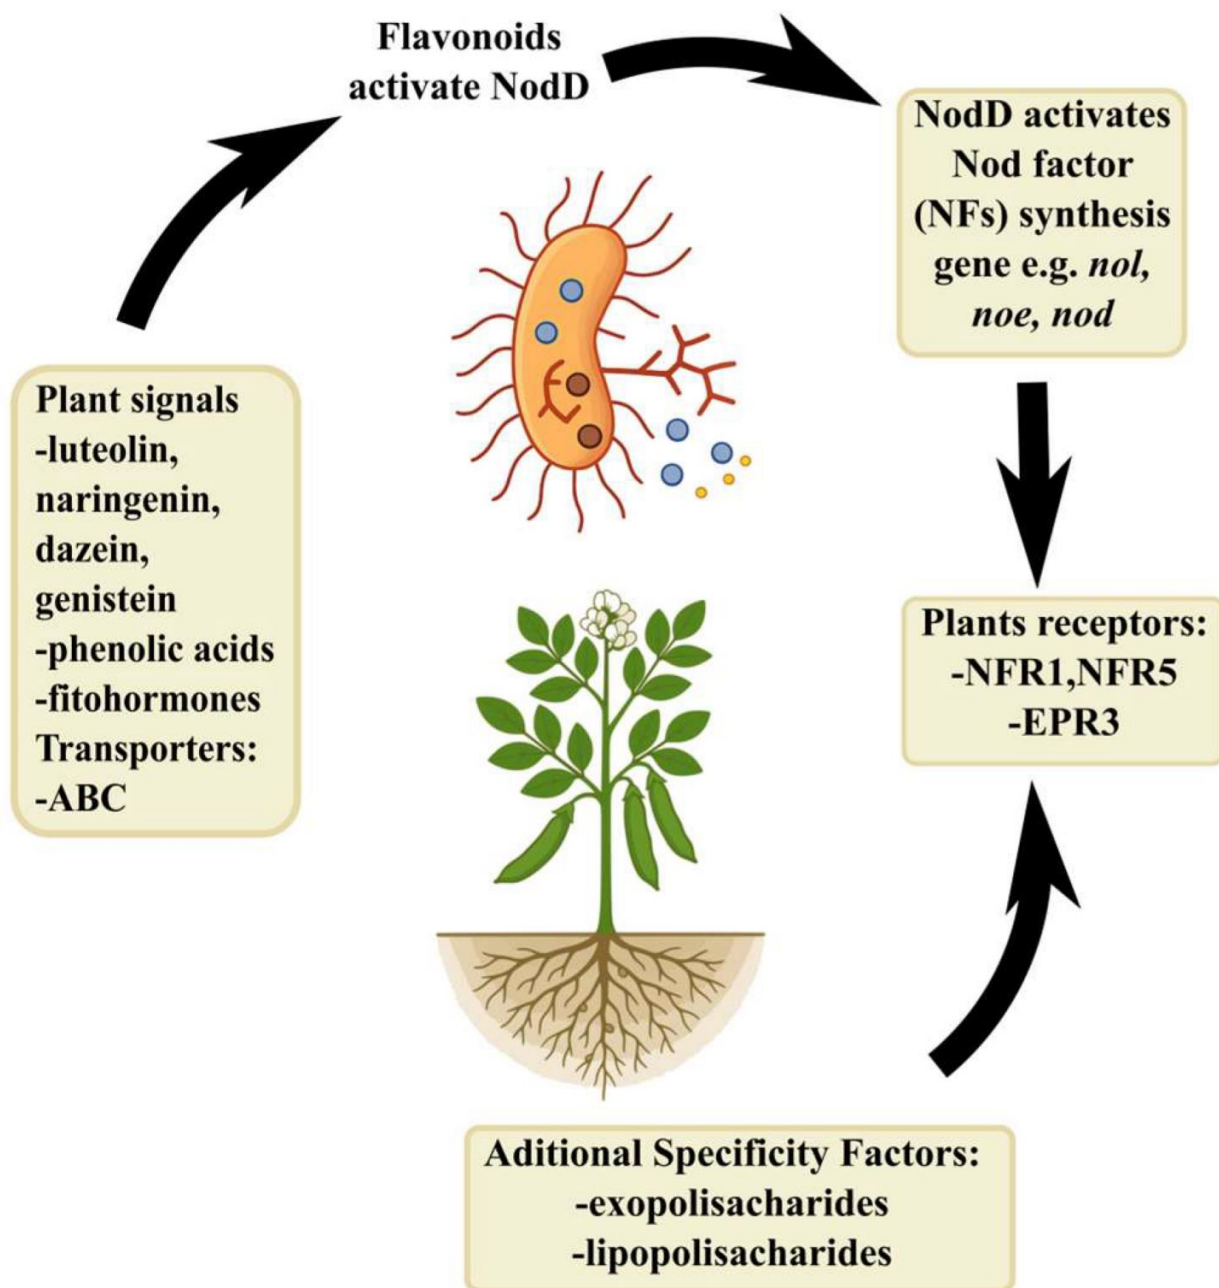 Flavonoids
activate NodD
NodD activates
Nod factor
(NFs) synthesis
gene e.g. nol,
noe, nod
Plant signals
-luteolin,
naringenin,
dazein,
genistein
-phenolic acids
-fitohormones
Transporters:
-ABC
Plants receptors:
-NFR1,NFR5
-EPR3
Aditional Specificity Factors:
-exopolisacharides
-lipopolisacharides